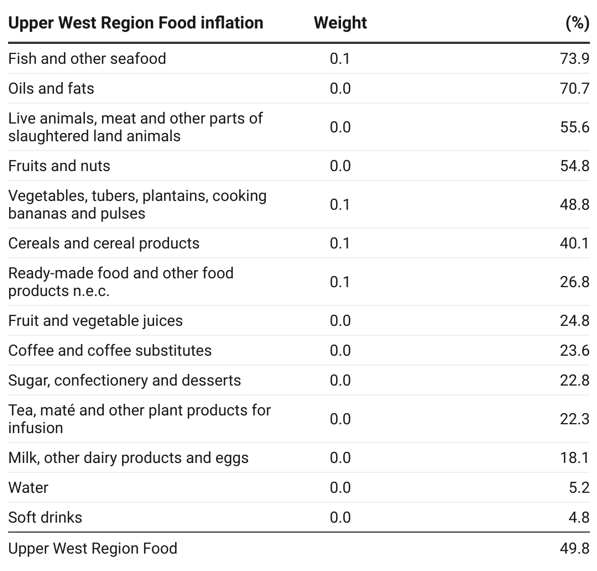 Upper West Region Food inflation Weight (%)
Fish and other seafood 0.1 73.9
Oils and fats 0.0 70.7
Live animals, meat and other parts of
slaughtered land animals 0.0 55.6
Fruits and nuts 0.0 54.8
Vegetables, tubers, plantains, cooking
bananas and pulses 0.1 48.8
Cereals and cereal products 0.1 40.1
Ready-made food and other food
products n.e.c. 0.1 26.8
Fruit and vegetable juices 0.0 24.8
Coffee and coffee substitutes 0.0 23.6
Sugar, confectionery and desserts 0.0 22.8
Tea, maté and other plant products for
infusion 0.0 22.3
Milk, other dairy products and eggs 0.0 18.1
Water 0.0 5.2
Soft drinks 0.0 4.8
Upper West Region Food 49.8